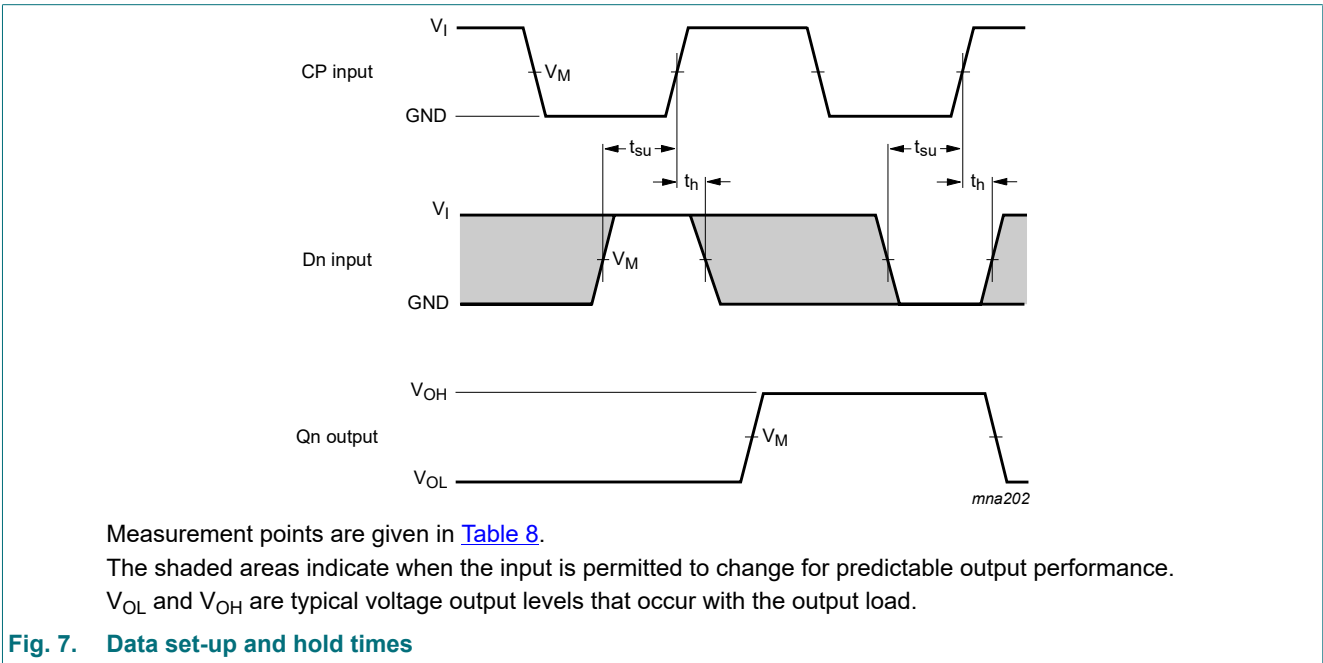 V_I
CP input
V_M
GND
t_su
t_su
t_h
t_h
V_I
Dn input
V_M
GND
V_OH
Qn output
V_M
V_OL
mna202
Measurement points are given in Table 8.
The shaded areas indicate when the input is permitted to change for predictable output performance.
V_OL and V_OH are typical voltage output levels that occur with the output load.
Fig. 7. Data set-up and hold times